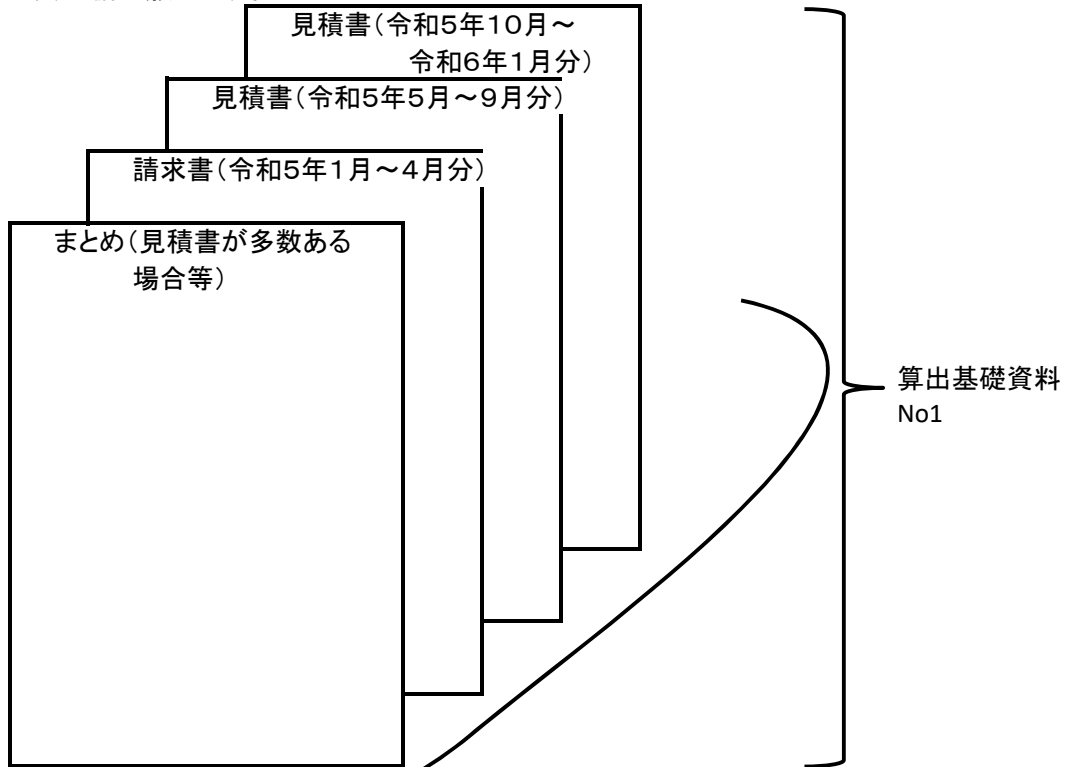 見積書（令和５年１０月～
令和６年１月分）
見積書（令和５年５月～９月分）
請求書（令和５年１月～４月分）
まとめ（見積書が多数ある
場合等）
算出基礎資料
No1